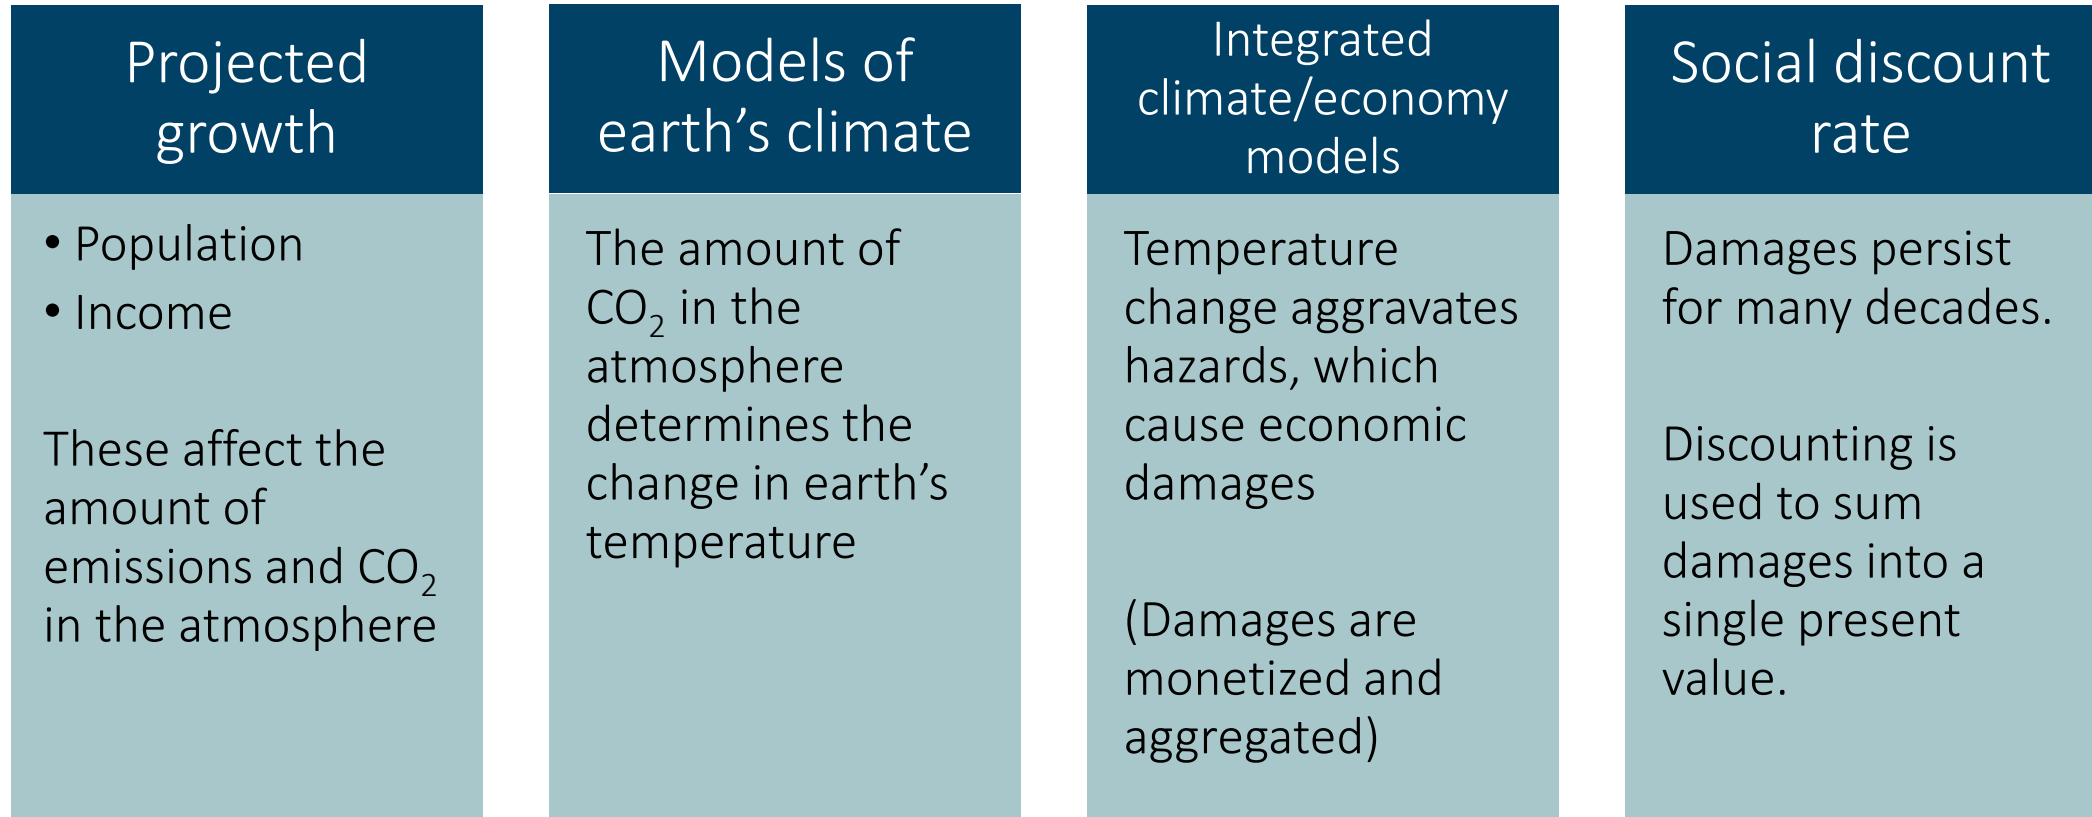 Projected
growth
• Population
• Income
These affect the
amount of
emissions and CO₂
in the atmosphere
Models of
earth’s climate
The amount of
CO₂ in the
atmosphere
determines the
change in earth’s
temperature
Integrated
climate/economy
models
Temperature
change aggravates
hazards, which
cause economic
damages
(Damages are
monetized and
aggregated)
Social discount
rate
Damages persist
for many decades.
Discounting is
used to sum
damages into a
single present
value.